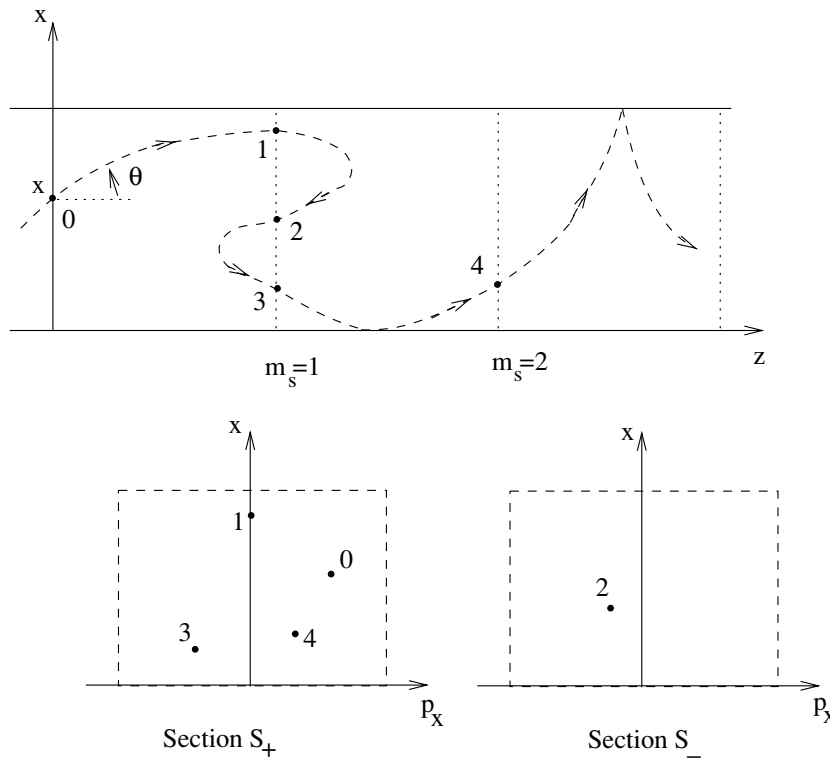 x
1
x
θ
0
2
4
3
m_s=1
m_s=2
z
x
x
1
0
2
3
4
p_x
p_x
Section S_+
Section S_−